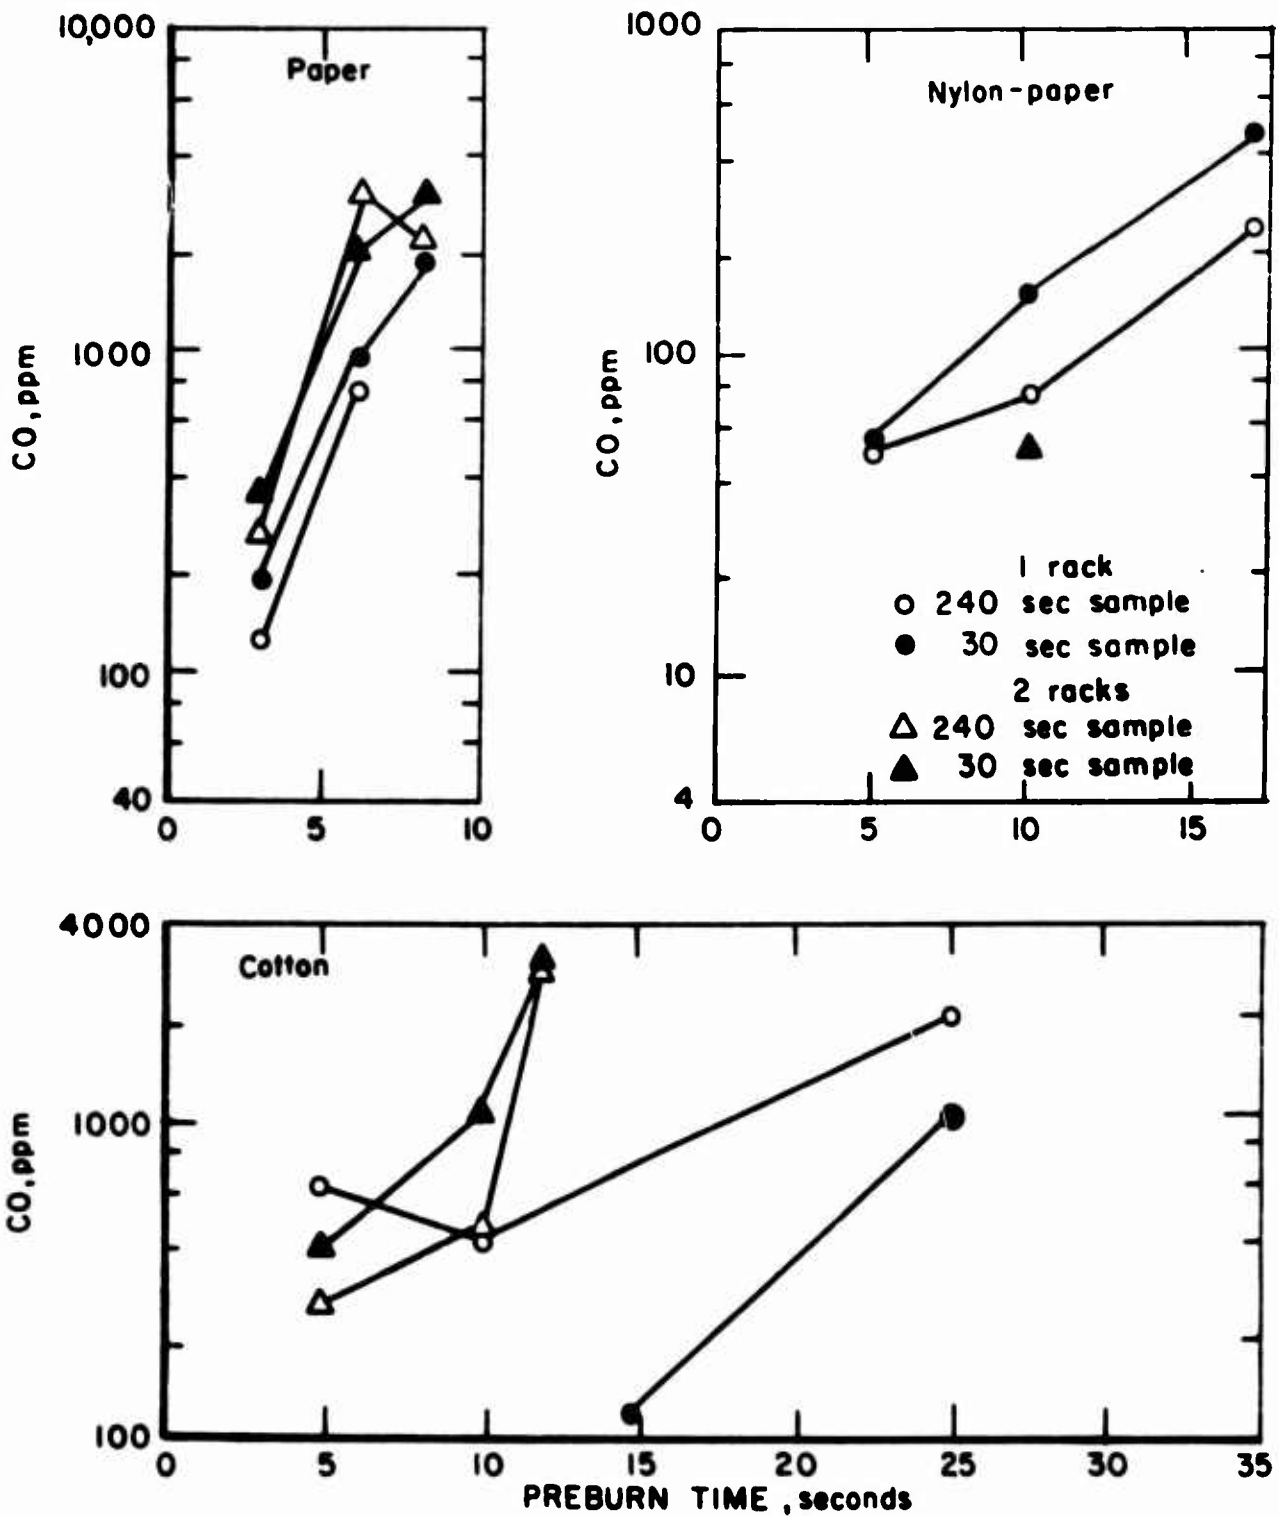 10,000
Paper
1000
100
40
0 5 10
CO, ppm
1000
Nylon-paper
100
10
4
0 5 10 15
CO, ppm
1 rack
240 sec sample
30 sec sample
2 racks
240 sec sample
30 sec sample
4000
Cotton
1000
100
CO, ppm
0 5 10 15 20 25 30 35
PREBURN TIME, seconds